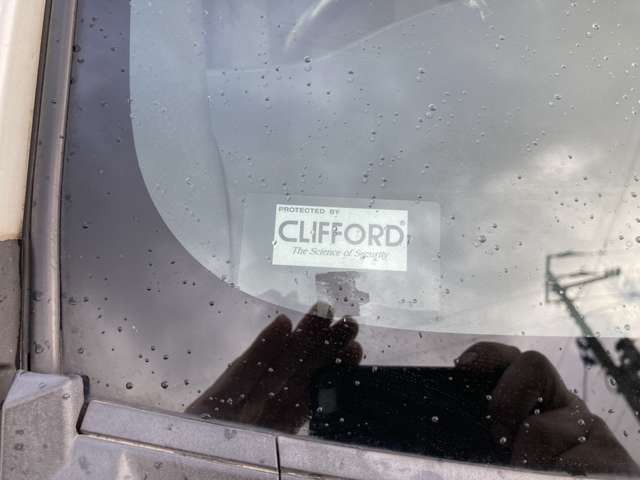 PROTECTED BY
CLIFFORD®
The Science of Security